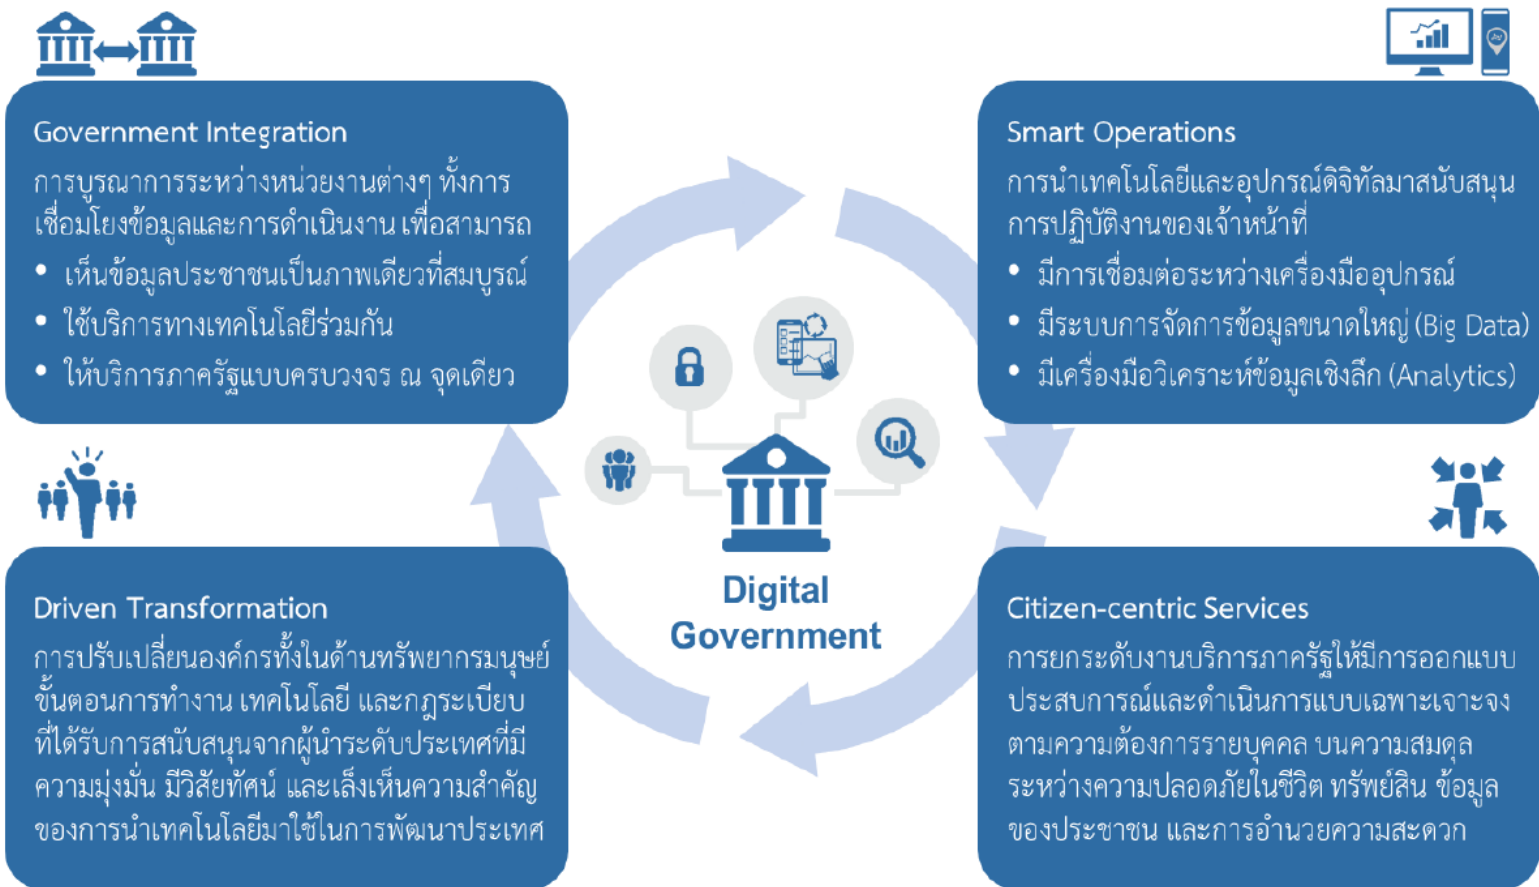 Government Integration
การบูรณาการระหว่างหน่วยงานต่างๆ ทั้งการ
เชื่อมโยงข้อมูลและการดำเนินงาน เพื่อสามารถ
• เห็นข้อมูลประชาชนเป็นภาพเดียวที่สมบูรณ์
• ใช้บริการทางเทคโนโลยีร่วมกัน
• ให้บริการภาครัฐแบบครบวงจร ณ จุดเดียว
Smart Operations
การนำเทคโนโลยีและอุปกรณ์ดิจิทัลมาสนับสนุน
การปฏิบัติงานของเจ้าหน้าที่
• มีการเชื่อมต่อระหว่างเครื่องมืออุปกรณ์
• มีระบบการจัดการข้อมูลขนาดใหญ่ (Big Data)
• มีเครื่องมือวิเคราะห์ข้อมูลเชิงลึก (Analytics)
Digital
Government
Driven Transformation
การปรับเปลี่ยนองค์กรทั้งในด้านทรัพยากรมนุษย์
ขั้นตอนการทำงาน เทคโนโลยี และกฎระเบียบ
ที่ได้รับการสนับสนุนจากผู้นำระดับประเทศที่มี
ความมุ่งมั่น มีวิสัยทัศน์ และเล็งเห็นความสำคัญ
ของการนำเทคโนโลยีมาใช้ในการพัฒนาประเทศ
Citizen-centric Services
การยกระดับงานบริการภาครัฐให้มีการออกแบบ
ประสบการณ์และดำเนินการแบบเฉพาะเจาะจง
ตามความต้องการรายบุคคล บนความสมดุล
ระหว่างความปลอดภัยในชีวิต ทรัพย์สิน ข้อมูล
ของประชาชน และการอำนวยความสะดวก